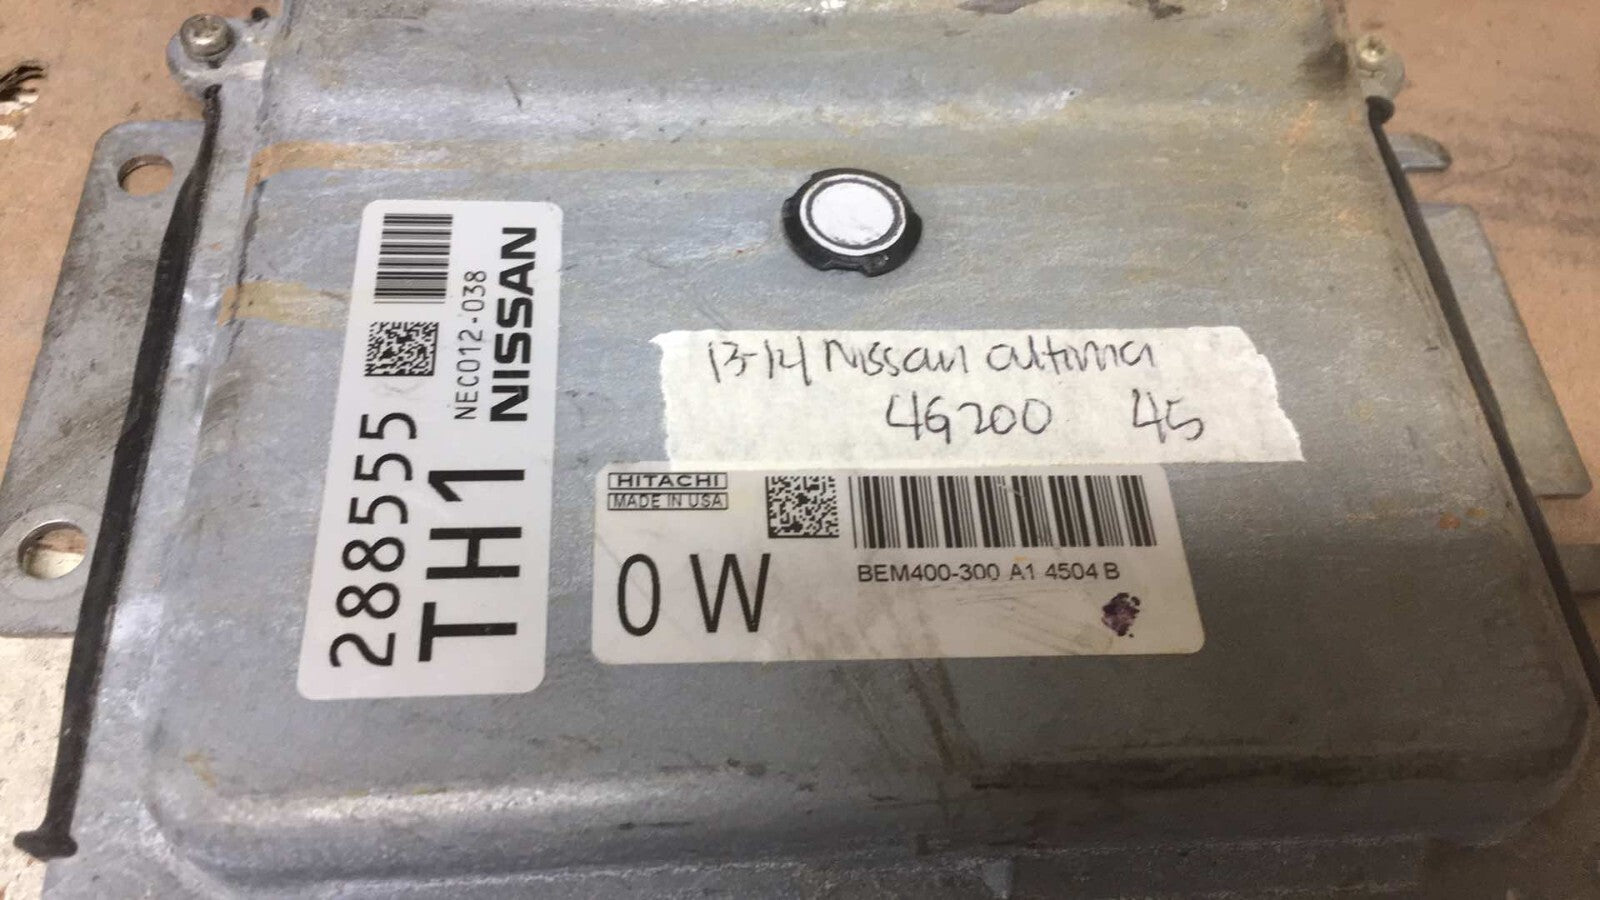 13-14 Nissan altima
4G200 45
HITACHI
MADE IN USA
0 W
BEM400-300 A1 4504 B
288555
TH1
NEC012-038
NISSAN